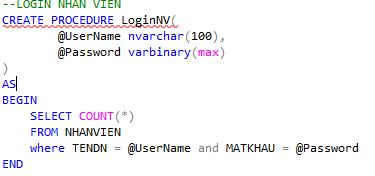 --LOGIN NHAN VIEN
CREATE PROCEDURE LoginNV(
@UserName nvarchar(100),
@Password varbinary(max)
)
AS
BEGIN
SELECT COUNT(*)
FROM NHANVIEN
where TENDN = @UserName and MATKHAU = @Password
END